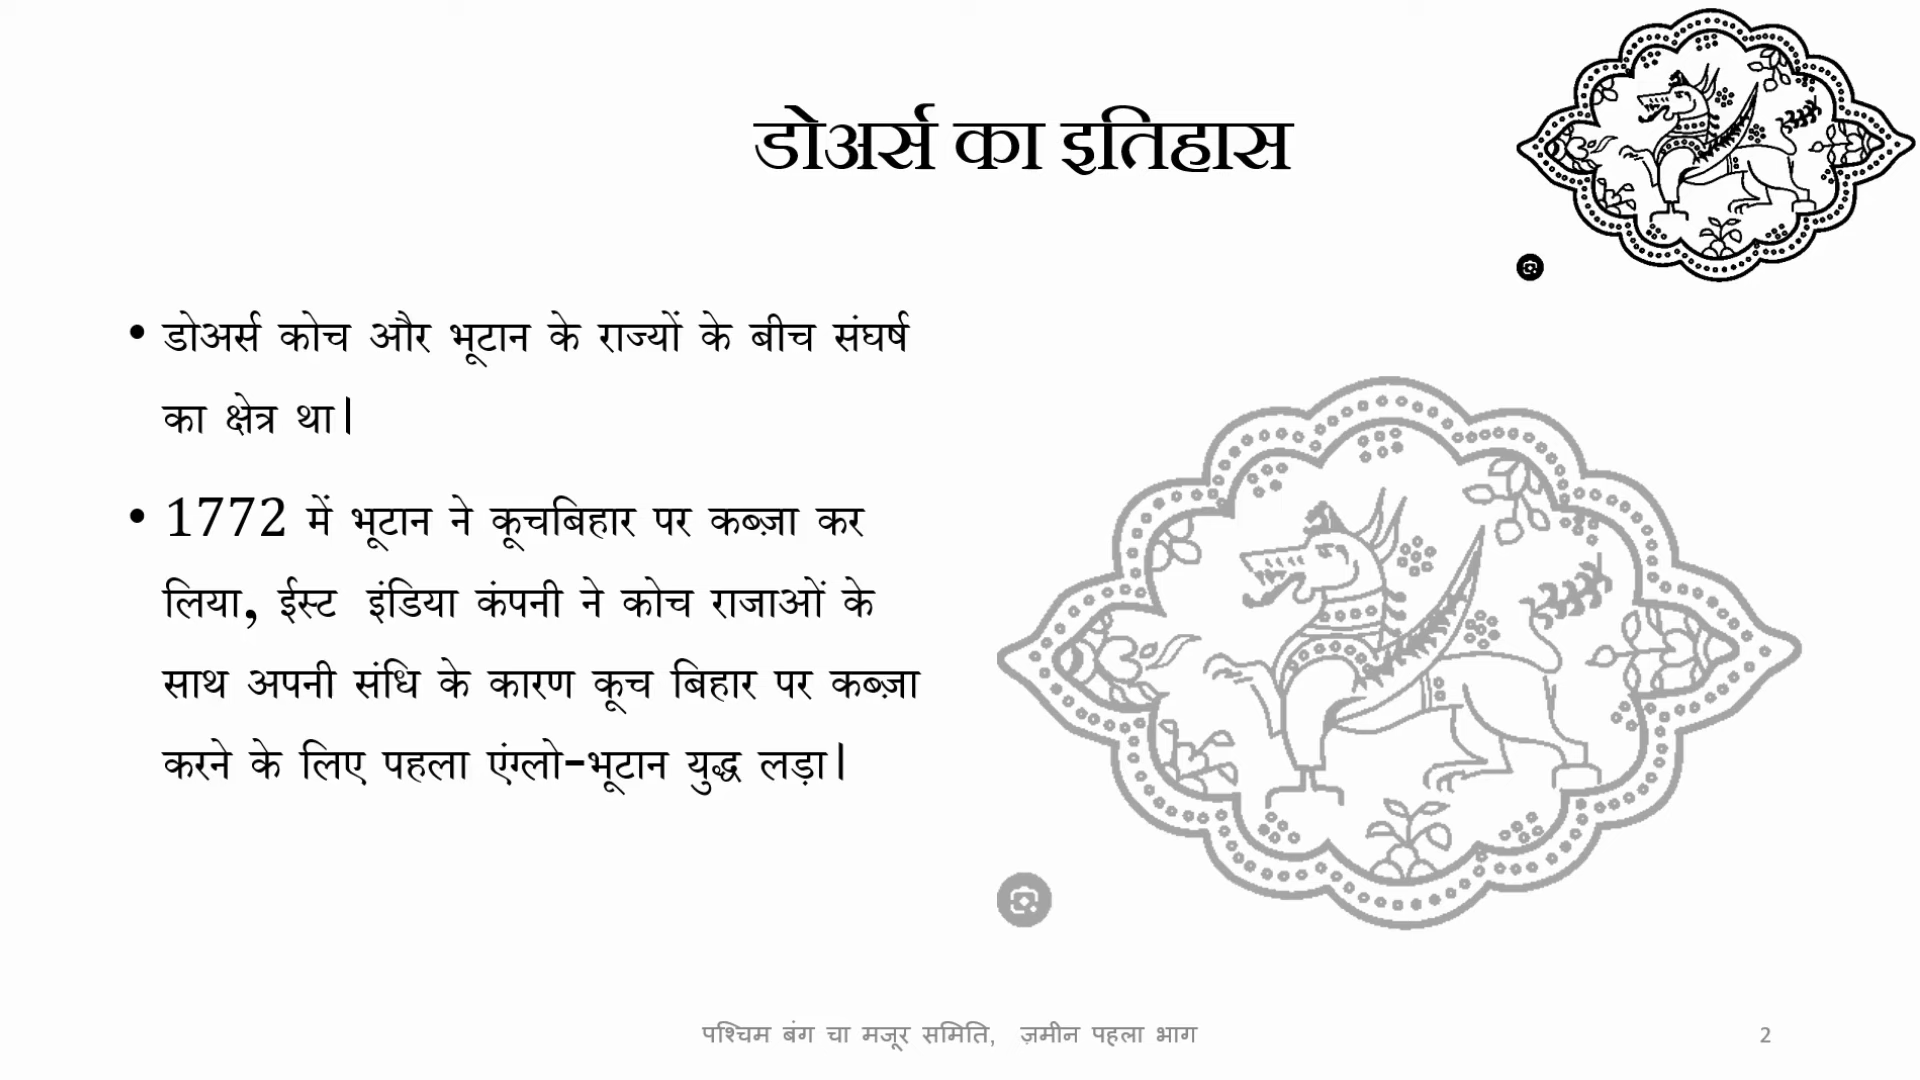 डोअर्स का इतिहास
• डोअर्स कोच और भूटान के राज्यों के बीच संघर्ष
का क्षेत्र था।
• 1772 में भूटान ने कूचबिहार पर कब्ज़ा कर
लिया, ईस्ट इंडिया कंपनी ने कोच राजाओं के
साथ अपनी संधि के कारण कूच बिहार पर कब्ज़ा
करने के लिए पहला एंग्लो-भूटान युद्ध लड़ा।
पश्चिम बंग चा मजूर समिति, ज़मीन पहला भाग
2